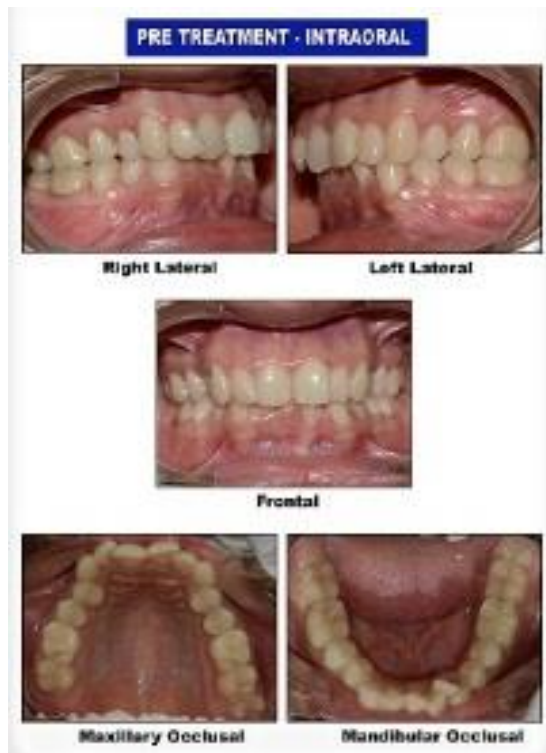 PRE TREATMENT - INTRAORAL
Right Lateral
Left Lateral
Frontal
Maxillary Occlusal
Mandibular Occlusal